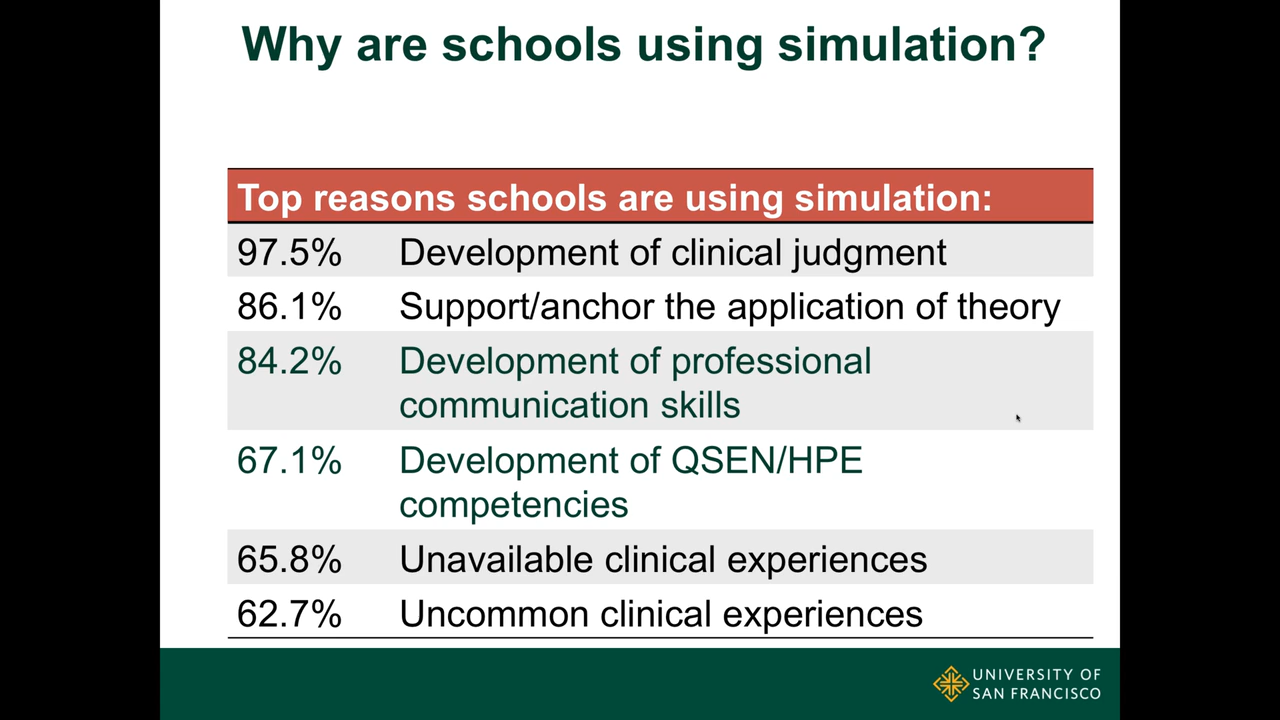 Why are schools using simulation?
Top reasons schools are using simulation:
97.5% Development of clinical judgment
86.1% Support/anchor the application of theory
84.2% Development of professional
communication skills
67.1% Development of QSEN/HPE
competencies
65.8% Unavailable clinical experiences
62.7% Uncommon clinical experiences
UNIVERSITY OF
SAN FRANCISCO